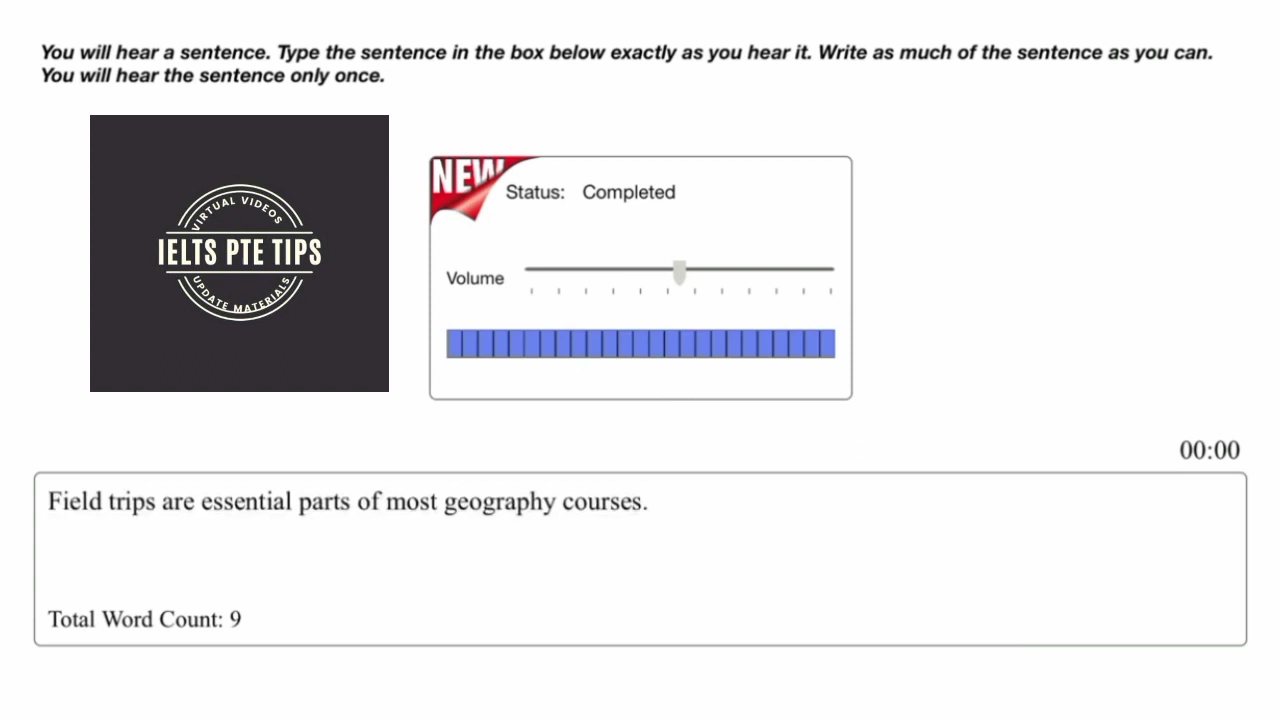 You will hear a sentence. Type the sentence in the box below exactly as you hear it. Write as much of the sentence as you can.
You will hear the sentence only once.
VIRTUAL VIDEOS
IELTS PTE TIPS
UPDATE MATERIALS
NEW
Status: Completed
Volume
00:00
Field trips are essential parts of most geography courses.
Total Word Count: 9